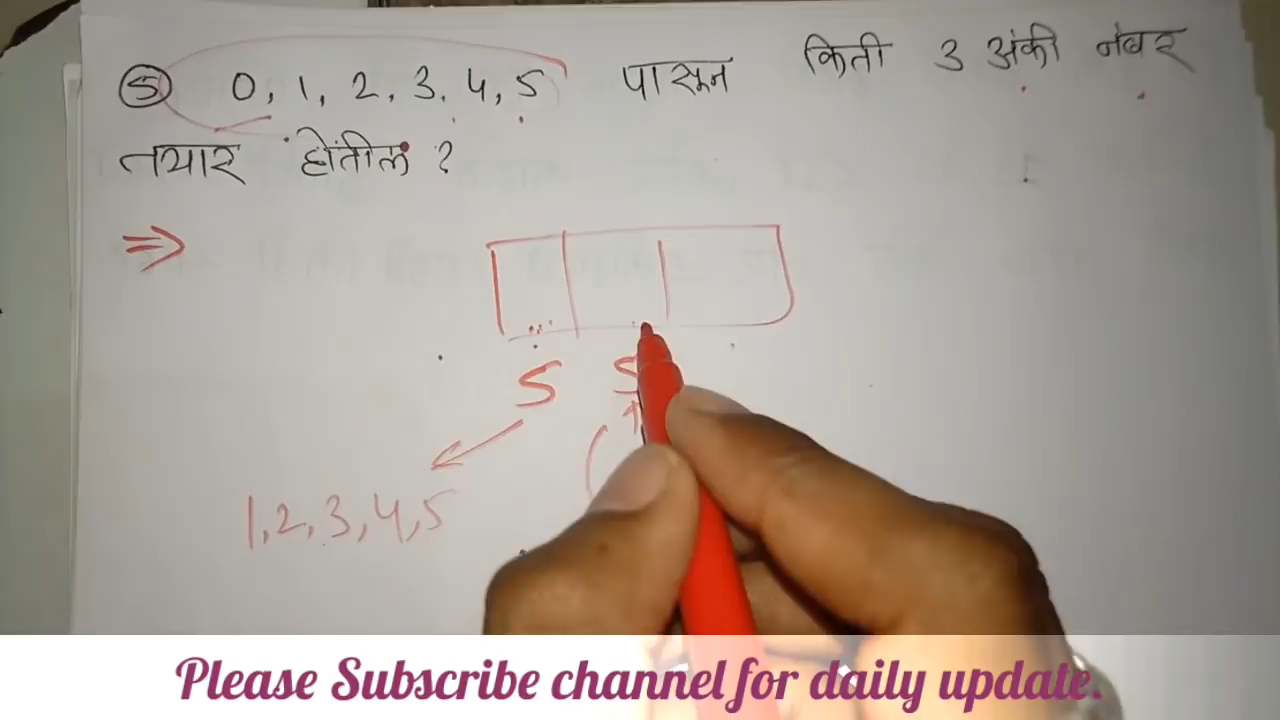 5 0, 1, 2, 3, 4, 5 पासून किती 3 अंकी नंबर
तयार होतील ?
⇒
5 5
1,2,3,4,5
Please Subscribe channel for daily update.